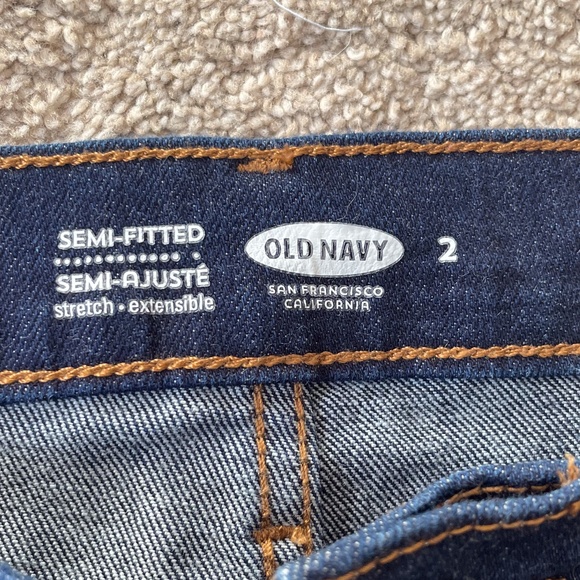 SEMI-FITTED
SEMI-AJUSTÉ
stretch • extensible
OLD NAVY
SAN FRANCISCO
CALIFORNIA
2